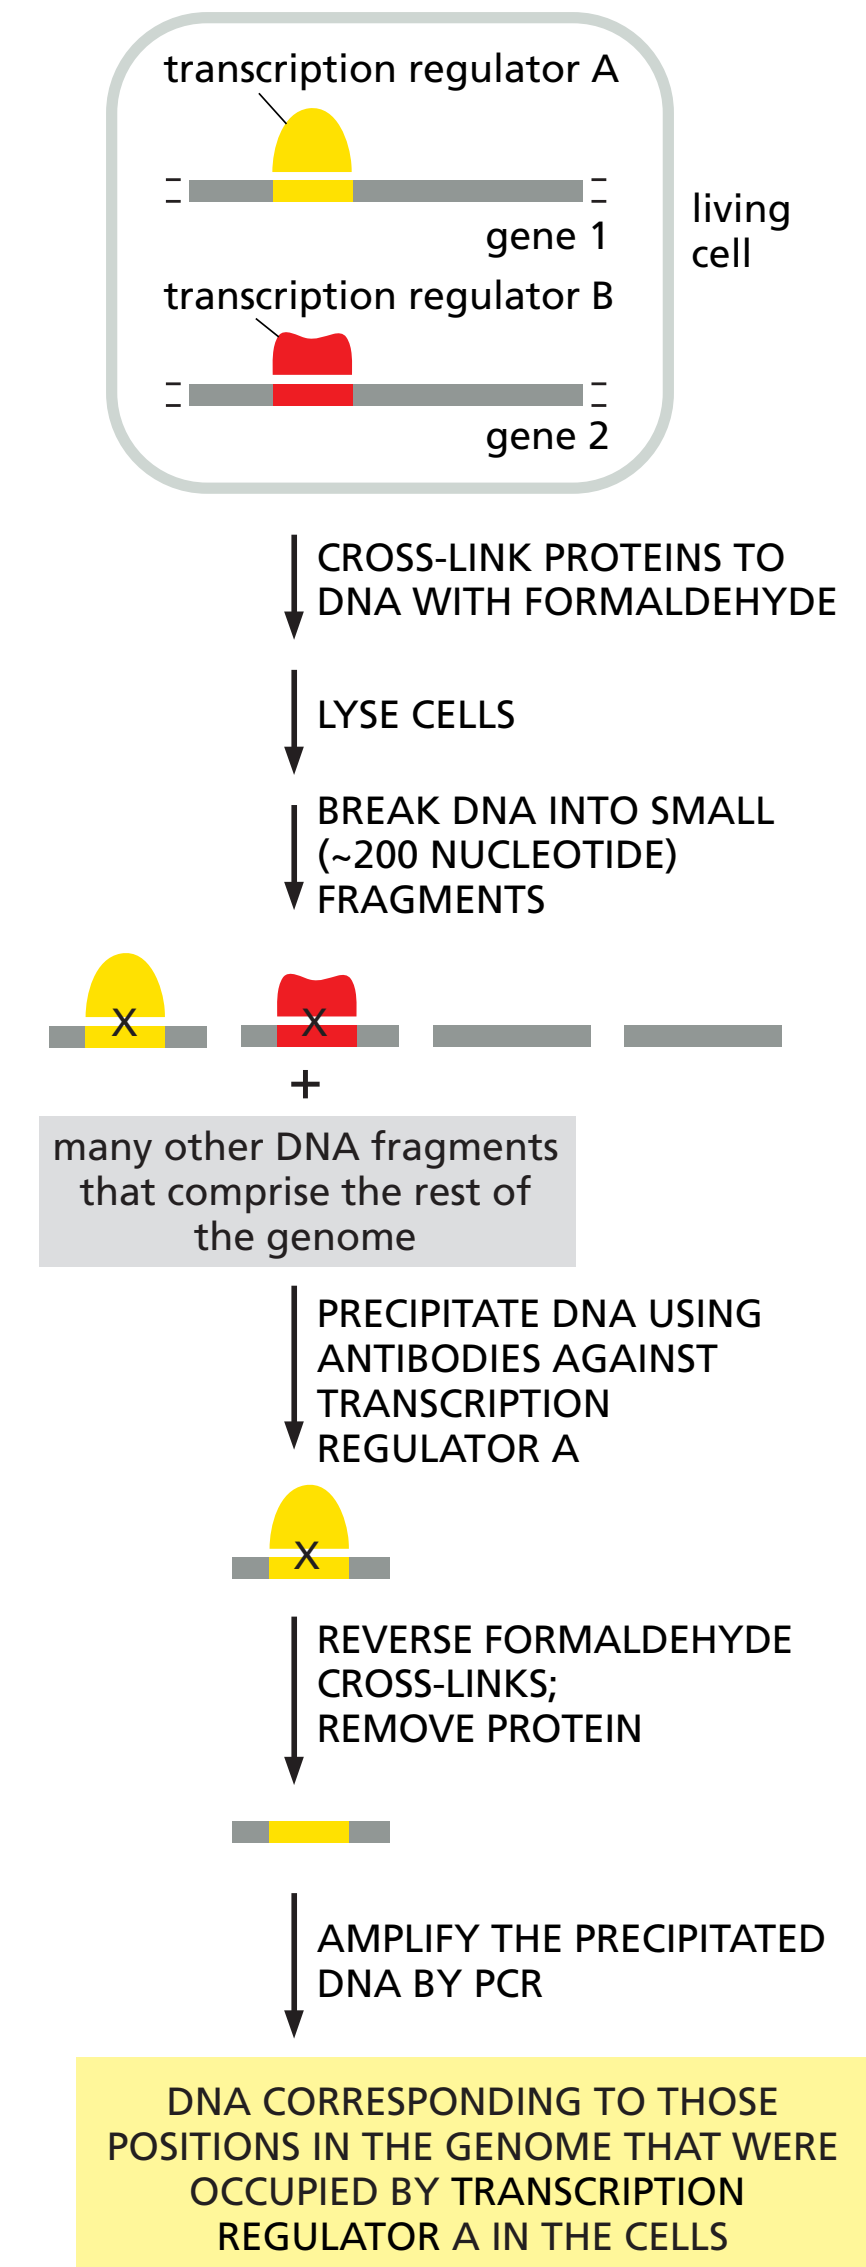 transcription regulator A
gene 1
living
cell
transcription regulator B
gene 2
CROSS-LINK PROTEINS TO
DNA WITH FORMALDEHYDE
LYSE CELLS
BREAK DNA INTO SMALL
(~200 NUCLEOTIDE)
FRAGMENTS
X X
+
many other DNA fragments
that comprise the rest of
the genome
PRECIPITATE DNA USING
ANTIBODIES AGAINST
TRANSCRIPTION
REGULATOR A
X
REVERSE FORMALDEHYDE
CROSS-LINKS;
REMOVE PROTEIN
AMPLIFY THE PRECIPITATED
DNA BY PCR
DNA CORRESPONDING TO THOSE
POSITIONS IN THE GENOME THAT WERE
OCCUPIED BY TRANSCRIPTION
REGULATOR A IN THE CELLS